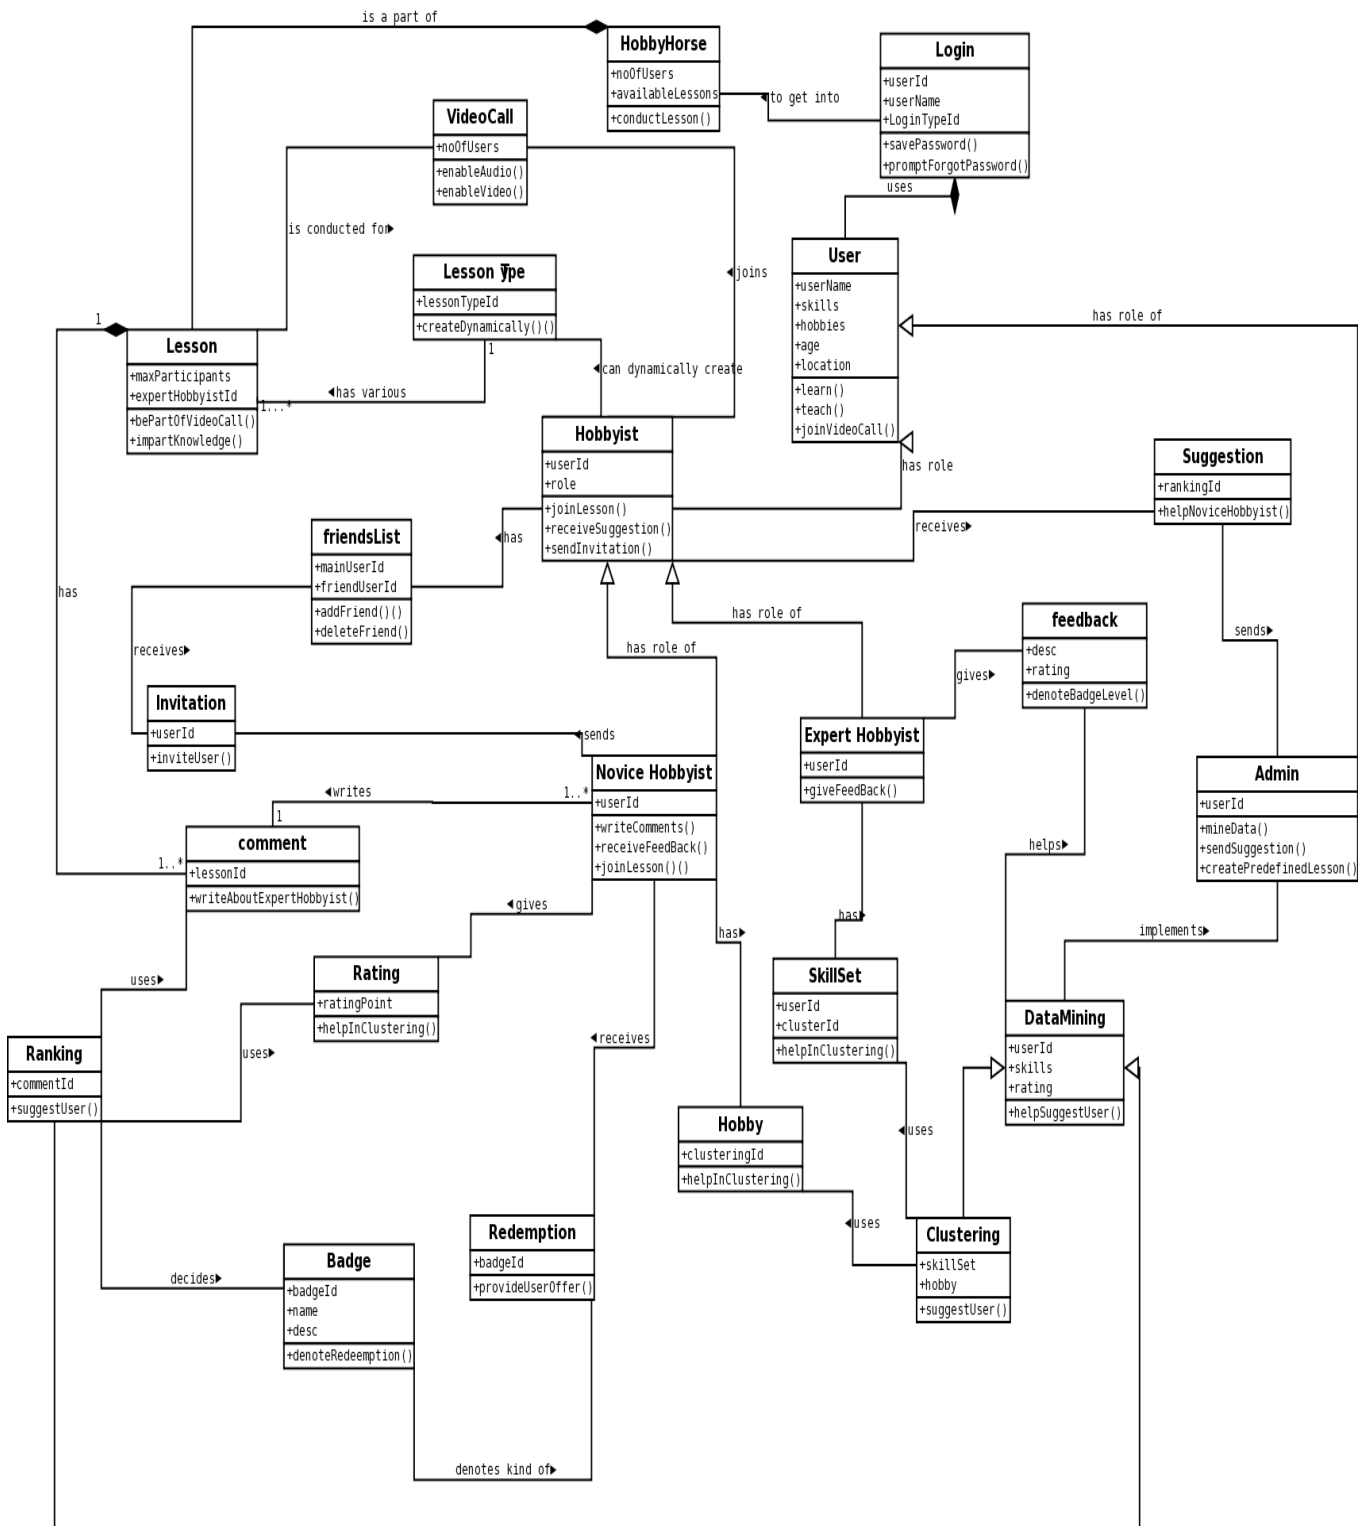 is a part of
HobbyHorse
+noOfUsers
+availableLessons
+conductLesson()
to get into
Login
+userId
+userName
+LoginTypeId
+savePassword()
+promptForgotPassword()
uses
VideoCall
+noOfUsers
+enableAudio()
+enableVideo()
is conducted for
joins
Lesson Type
+lessonTypeId
+createDynamically()()
1
can dynamically create
has various
1...*
1
Lesson
+maxParticipants
+expertHobbyistId
+bePartOfVideoCall()
+impartKnowledge()
User
+userName
+skills
+hobbies
+age
+location
+learn()
+teach()
+joinVideoCall()
has role of
has role
Hobbyist
+userId
+role
+joinLesson()
+receiveSuggestion()
+sendInvitation()
receives
Suggestion
+rankingId
+helpNoviceHobbyist()
sends
has
friendsList
+mainUserId
+friendUserId
+addFriend()()
+deleteFriend()
has
receives
has role of
has role of
feedback
+desc
+rating
+denoteBadgeLevel()
gives
Invitation
+userId
+inviteUser()
sends
Expert Hobbyist
+userId
+giveFeedBack()
Novice Hobbyist
+userId
+writeComments()
+receiveFeedBack()
+joinLesson()()
Admin
+userId
+mineData()
+sendSuggestion()
+createPredefinedLesson()
writes
1..*
1
comment
+lessonId
+writeAboutExpertHobbyist()
1..*
helps
gives
has
has
implements
uses
Rating
+ratingPoint
+helpInClustering()
SkillSet
+userId
+clusterId
+helpInClustering()
DataMining
+userId
+skills
+rating
+helpSuggestUser()
Ranking
+commentId
+suggestUser()
uses
receives
Hobby
+clusteringId
+helpInClustering()
uses
uses
Clustering
+skillSet
+hobby
+suggestUser()
Redemption
+badgeId
+provideUserOffer()
Badge
+badgeId
+name
+desc
+denoteRedeemption()
decides
denotes kind of